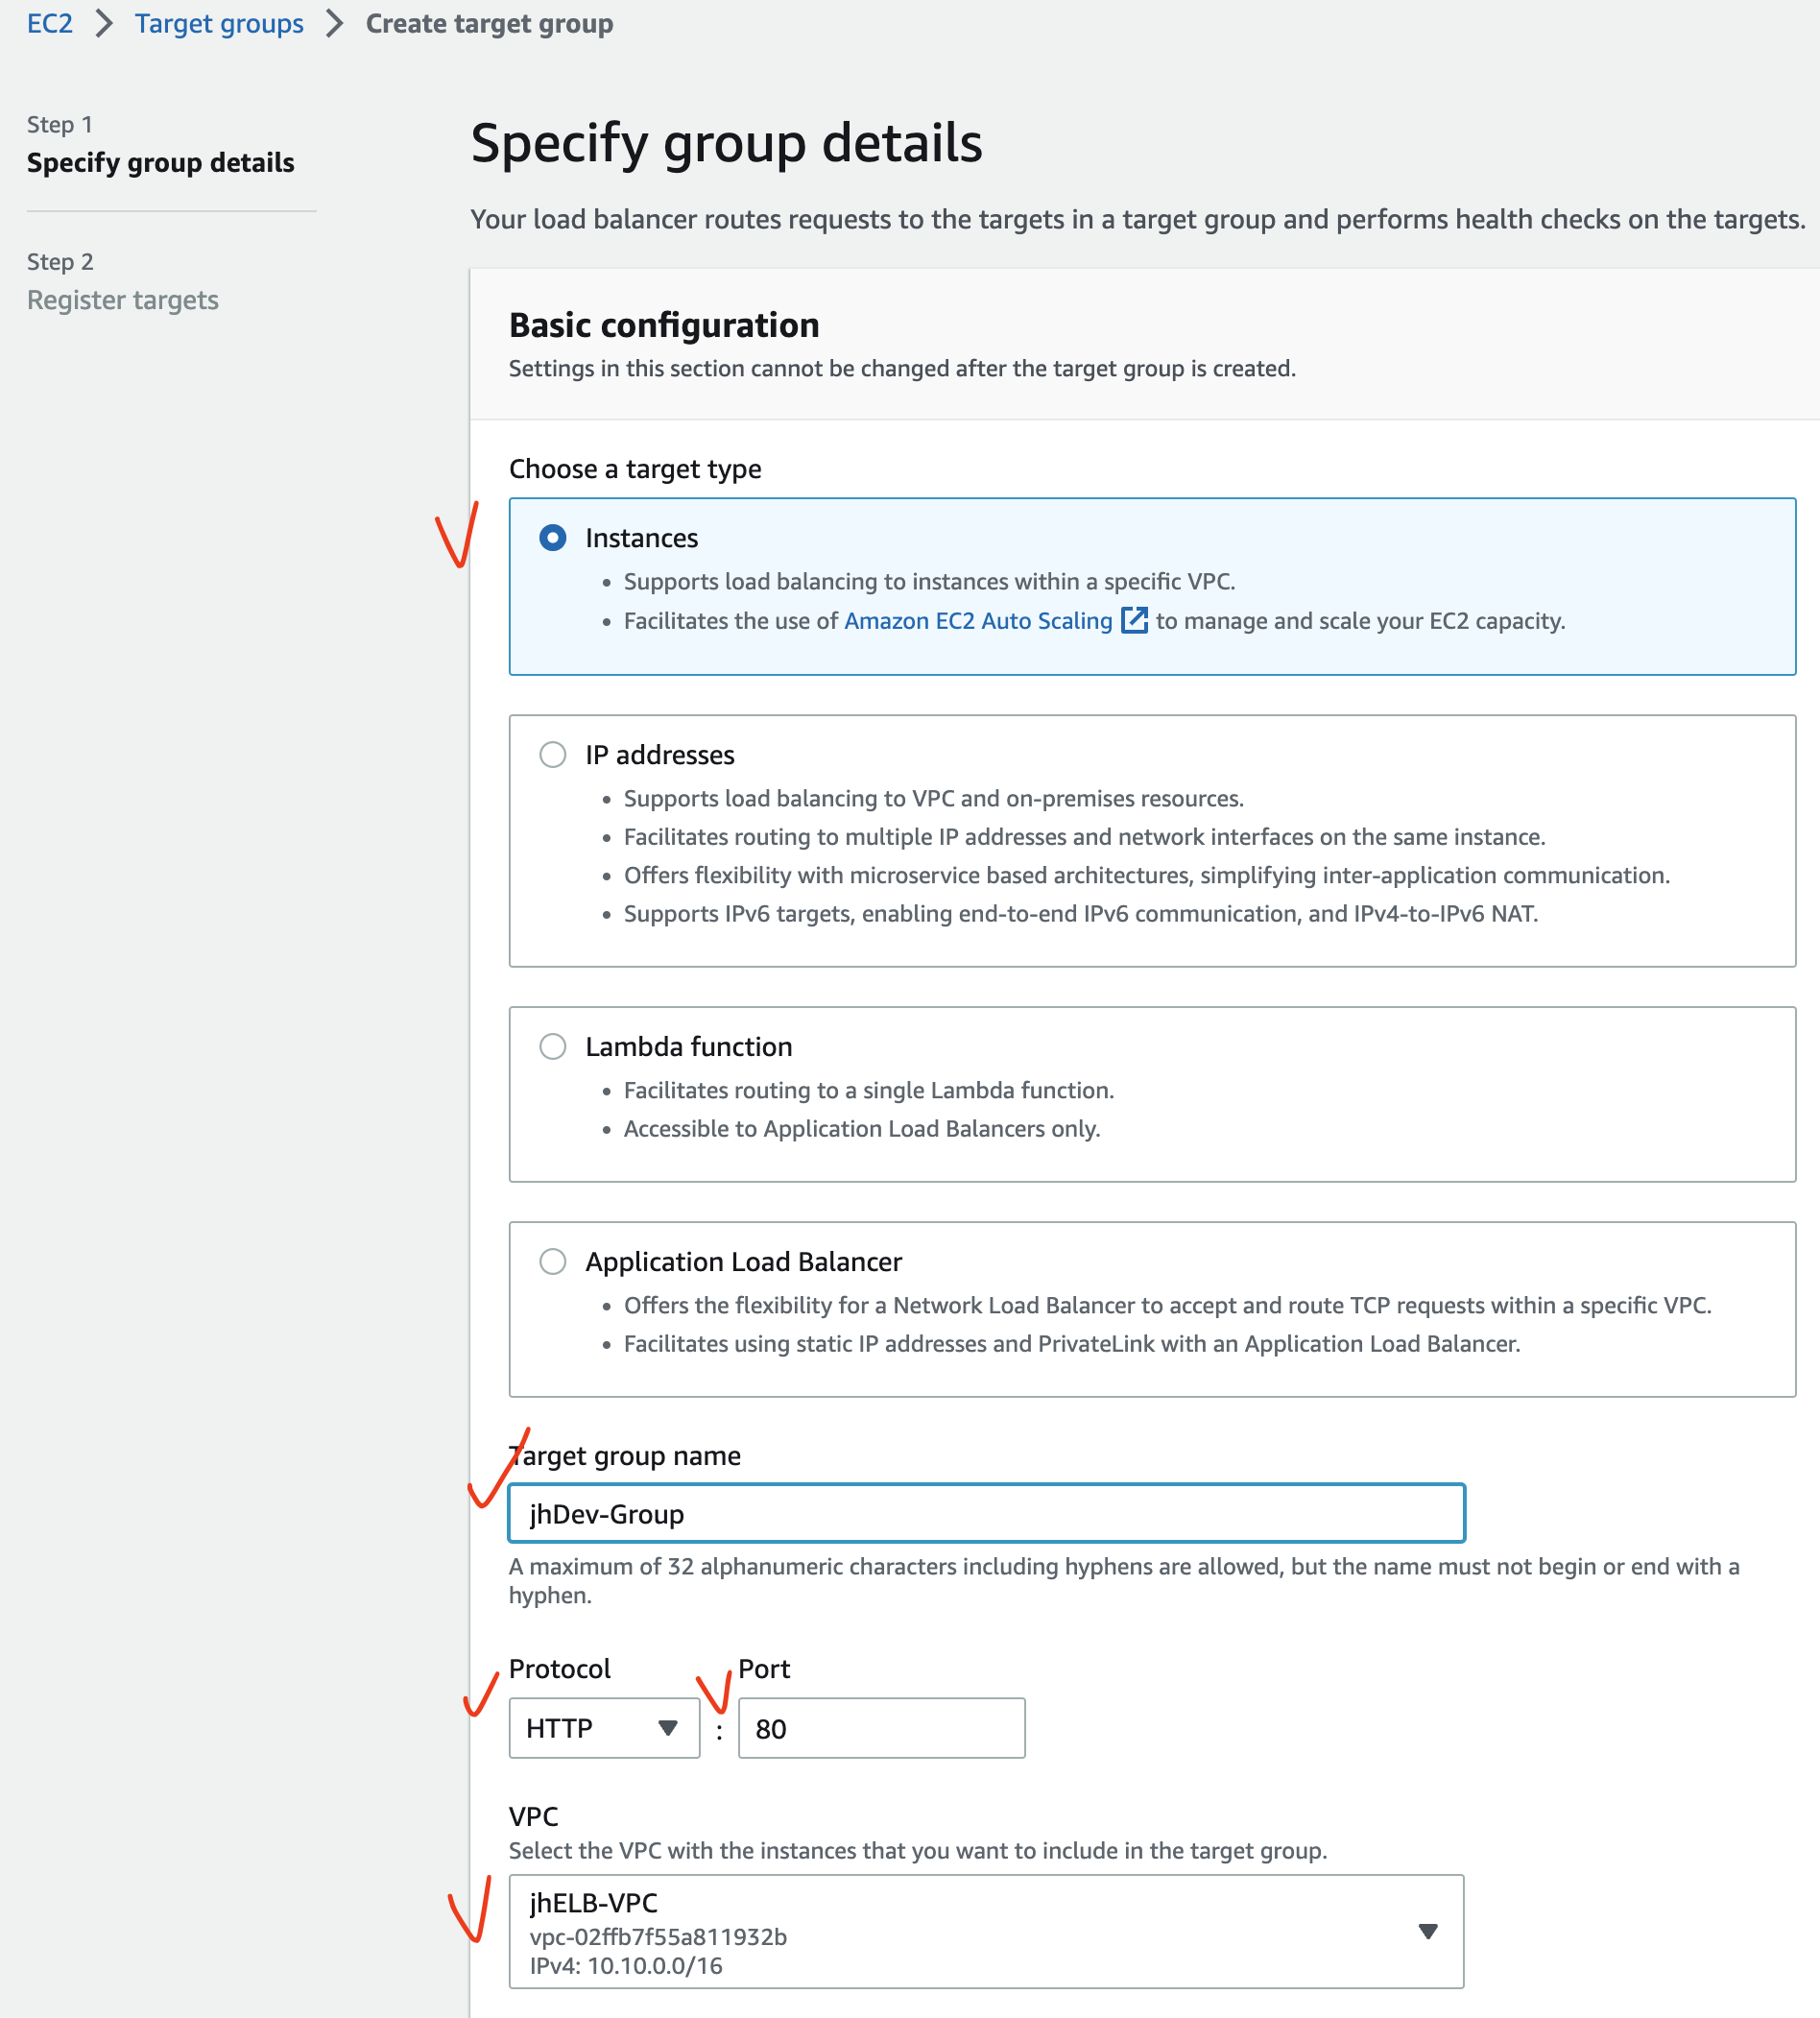 EC2 > Target groups > Create target group
Step 1
Specify group details
Step 2
Register targets
Specify group details
Your load balancer routes requests to the targets in a target group and performs health checks on the targets.
Basic configuration
Settings in this section cannot be changed after the target group is created.
Choose a target type
Instances
• Supports load balancing to instances within a specific VPC.
• Facilitates the use of Amazon EC2 Auto Scaling to manage and scale your EC2 capacity.
IP addresses
• Supports load balancing to VPC and on-premises resources.
• Facilitates routing to multiple IP addresses and network interfaces on the same instance.
• Offers flexibility with microservice based architectures, simplifying inter-application communication.
• Supports IPv6 targets, enabling end-to-end IPv6 communication, and IPv4-to-IPv6 NAT.
Lambda function
• Facilitates routing to a single Lambda function.
• Accessible to Application Load Balancers only.
Application Load Balancer
• Offers the flexibility for a Network Load Balancer to accept and route TCP requests within a specific VPC.
• Facilitates using static IP addresses and PrivateLink with an Application Load Balancer.
Target group name
jhDev-Group
A maximum of 32 alphanumeric characters including hyphens are allowed, but the name must not begin or end with a
hyphen.
Protocol Port
HTTP : 80
VPC
Select the VPC with the instances that you want to include in the target group.
jhELB-VPC
vpc-02ffb7f55a811932b
IPv4: 10.10.0.0/16